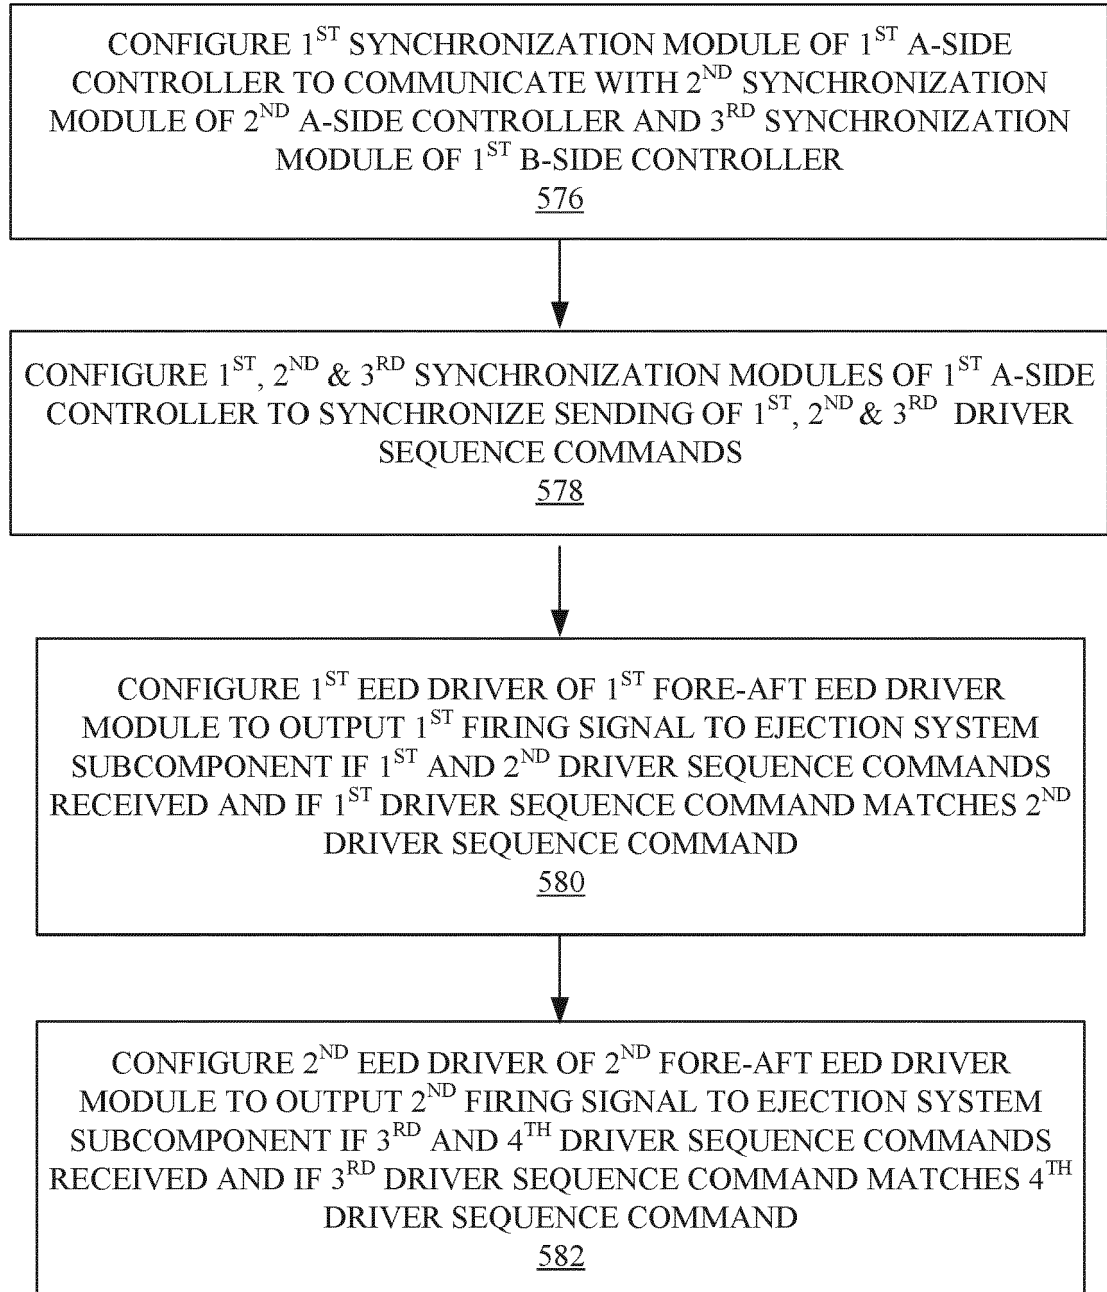 CONFIGURE 1ST SYNCHRONIZATION MODULE OF 1ST A-SIDE
CONTROLLER TO COMMUNICATE WITH 2ND SYNCHRONIZATION
MODULE OF 2ND A-SIDE CONTROLLER AND 3RD SYNCHRONIZATION
MODULE OF 1ST B-SIDE CONTROLLER
576
CONFIGURE 1ST, 2ND & 3RD SYNCHRONIZATION MODULES OF 1ST A-SIDE
CONTROLLER TO SYNCHRONIZE SENDING OF 1ST, 2ND & 3RD DRIVER
SEQUENCE COMMANDS
578
CONFIGURE 1ST EED DRIVER OF 1ST FORE-AFT EED DRIVER
MODULE TO OUTPUT 1ST FIRING SIGNAL TO EJECTION SYSTEM
SUBCOMPONENT IF 1ST AND 2ND DRIVER SEQUENCE COMMANDS
RECEIVED AND IF 1ST DRIVER SEQUENCE COMMAND MATCHES 2ND
DRIVER SEQUENCE COMMAND
580
CONFIGURE 2ND EED DRIVER OF 2ND FORE-AFT EED DRIVER
MODULE TO OUTPUT 2ND FIRING SIGNAL TO EJECTION SYSTEM
SUBCOMPONENT IF 3RD AND 4TH DRIVER SEQUENCE COMMANDS
RECEIVED AND IF 3RD DRIVER SEQUENCE COMMAND MATCHES 4TH
DRIVER SEQUENCE COMMAND
582